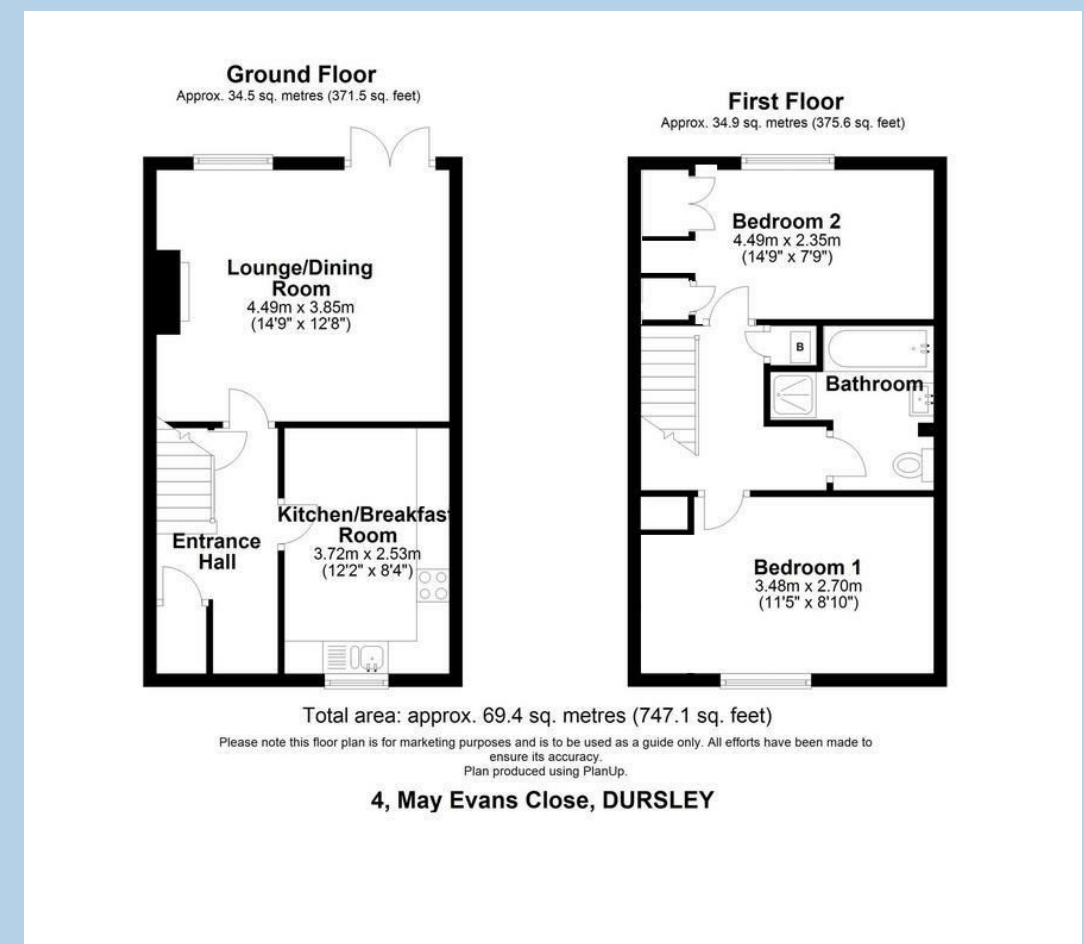 Ground Floor
Approx. 34.5 sq. metres (371.5 sq. feet)
Lounge/Dining
Room
4.49m x 3.85m
(14'9" x 12'8")
Kitchen/Breakfast
Room
3.72m x 2.53m
(12'2" x 8'4")
Entrance
Hall
First Floor
Approx. 34.9 sq. metres (375.6 sq. feet)
Bedroom 2
4.49m x 2.35m
(14'9" x 7'9")
B
Bathroom
Bedroom 1
3.48m x 2.70m
(11'5" x 8'10")
Total area: approx. 69.4 sq. metres (747.1 sq. feet)
Please note this floor plan is for marketing purposes and is to be used as a guide only. All efforts have been made to
ensure its accuracy.
Plan produced using PlanUp.
4, May Evans Close, DURSLEY